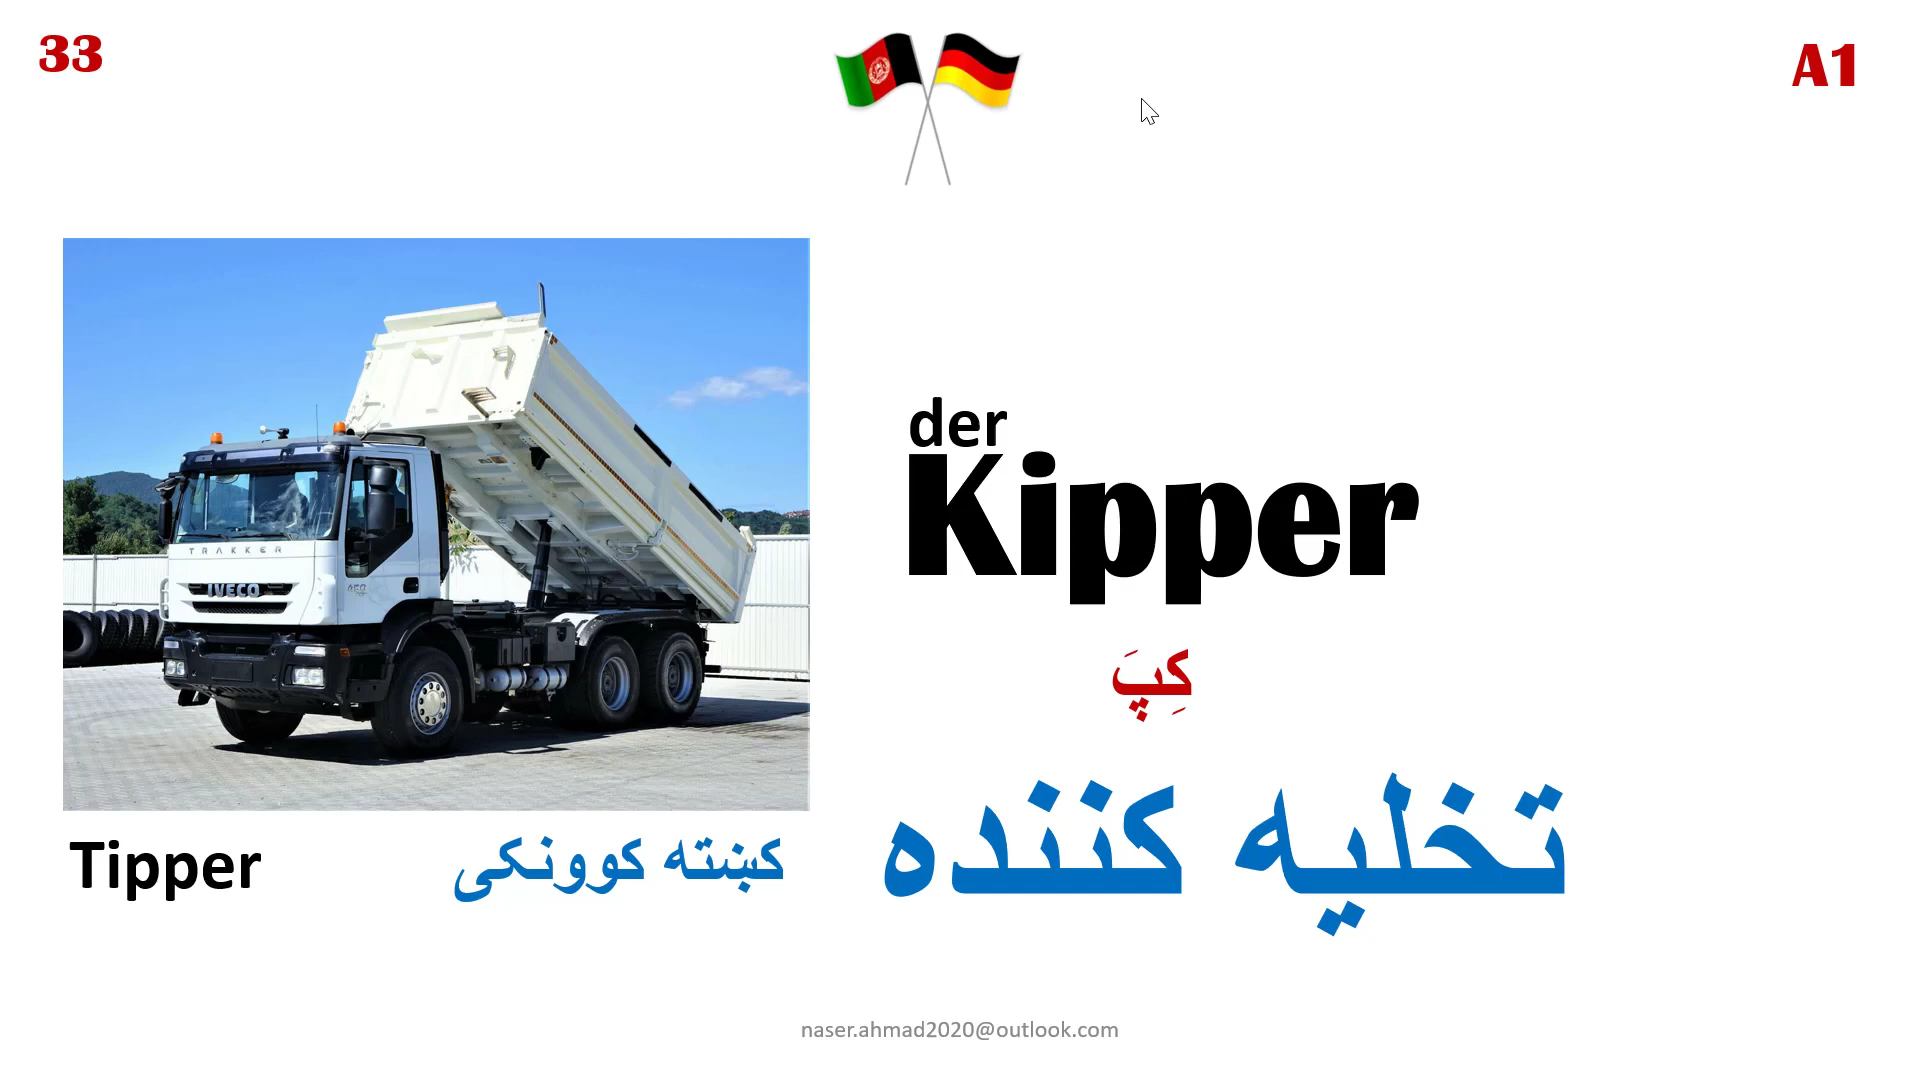 33
A1
der
Kipper
کِپَ
تخلیه کننده
TRAKKER
IVECO
Tipper
کښته کوونکی
naser.ahmad2020@outlook.com